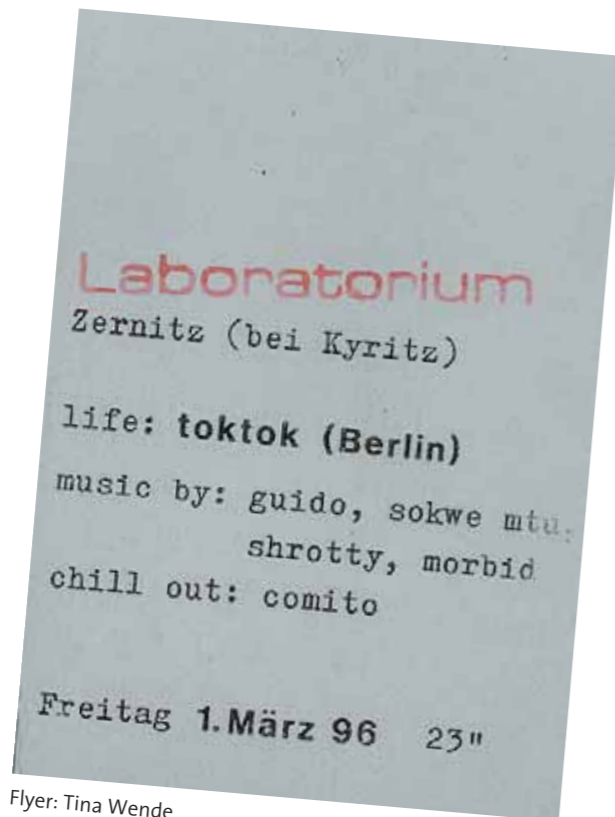 Laboratorium
Zernitz (bei Kyritz)
life: toktok (Berlin)
music by: guido, sokwe mtu,
shrotty, morbid
chill out: comito
Freitag 1. März 96 23"
Flyer: Tina Wende